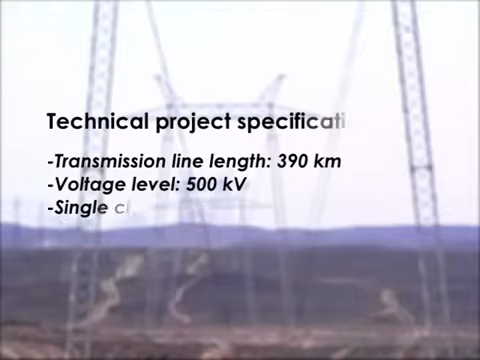 Technical project specificati
-Transmission line length: 390 km
-Voltage level: 500 kV
-Single